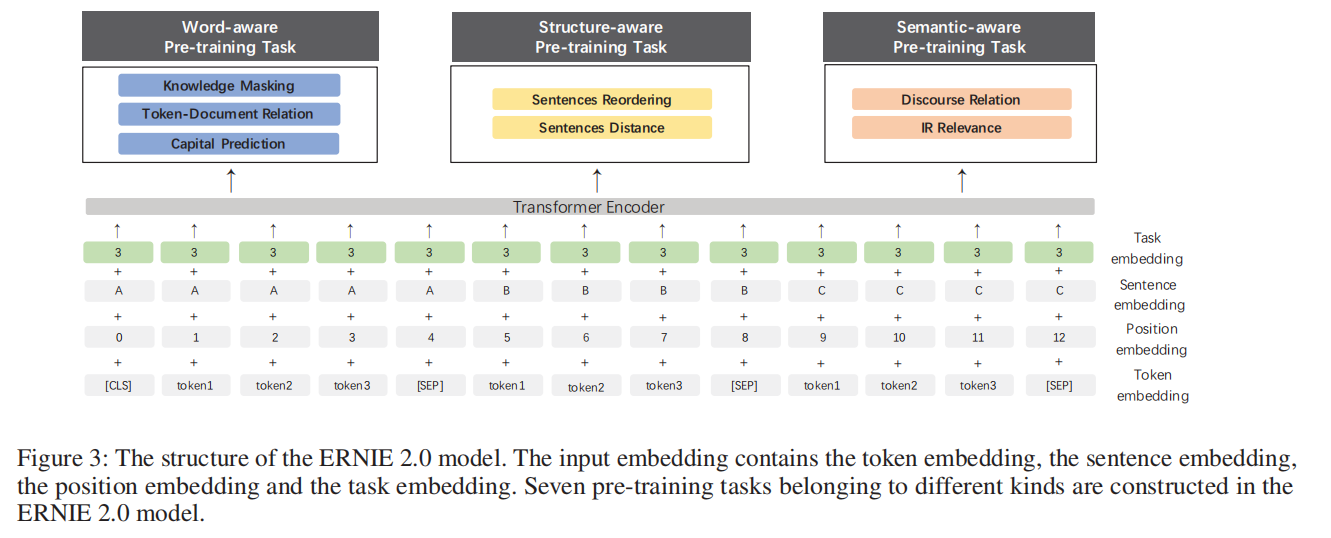 Word-aware
Pre-training Task
Structure-aware
Pre-training Task
Semantic-aware
Pre-training Task
Knowledge Masking
Token-Document Relation
Capital Prediction
Sentences Reordering
Sentences Distance
Discourse Relation
IR Relevance
Transformer Encoder
3 3 3 3 3 3 3 3 3 3 3 3 3
Task
embedding
+ + + + + + + + + + + + +
A A A A A B B B B C C C C
Sentence
embedding
+ + + + + + + + + + + + +
0 1 2 3 4 5 6 7 8 9 10 11 12
Position
embedding
+ + + + + + + + + + + + +
[CLS] token1 token2 token3 [SEP] token1 token2 token3 [SEP] token1 token2 token3 [SEP]
Token
embedding
Figure 3: The structure of the ERNIE 2.0 model. The input embedding contains the token embedding, the sentence embedding,
the position embedding and the task embedding. Seven pre-training tasks belonging to different kinds are constructed in the
ERNIE 2.0 model.